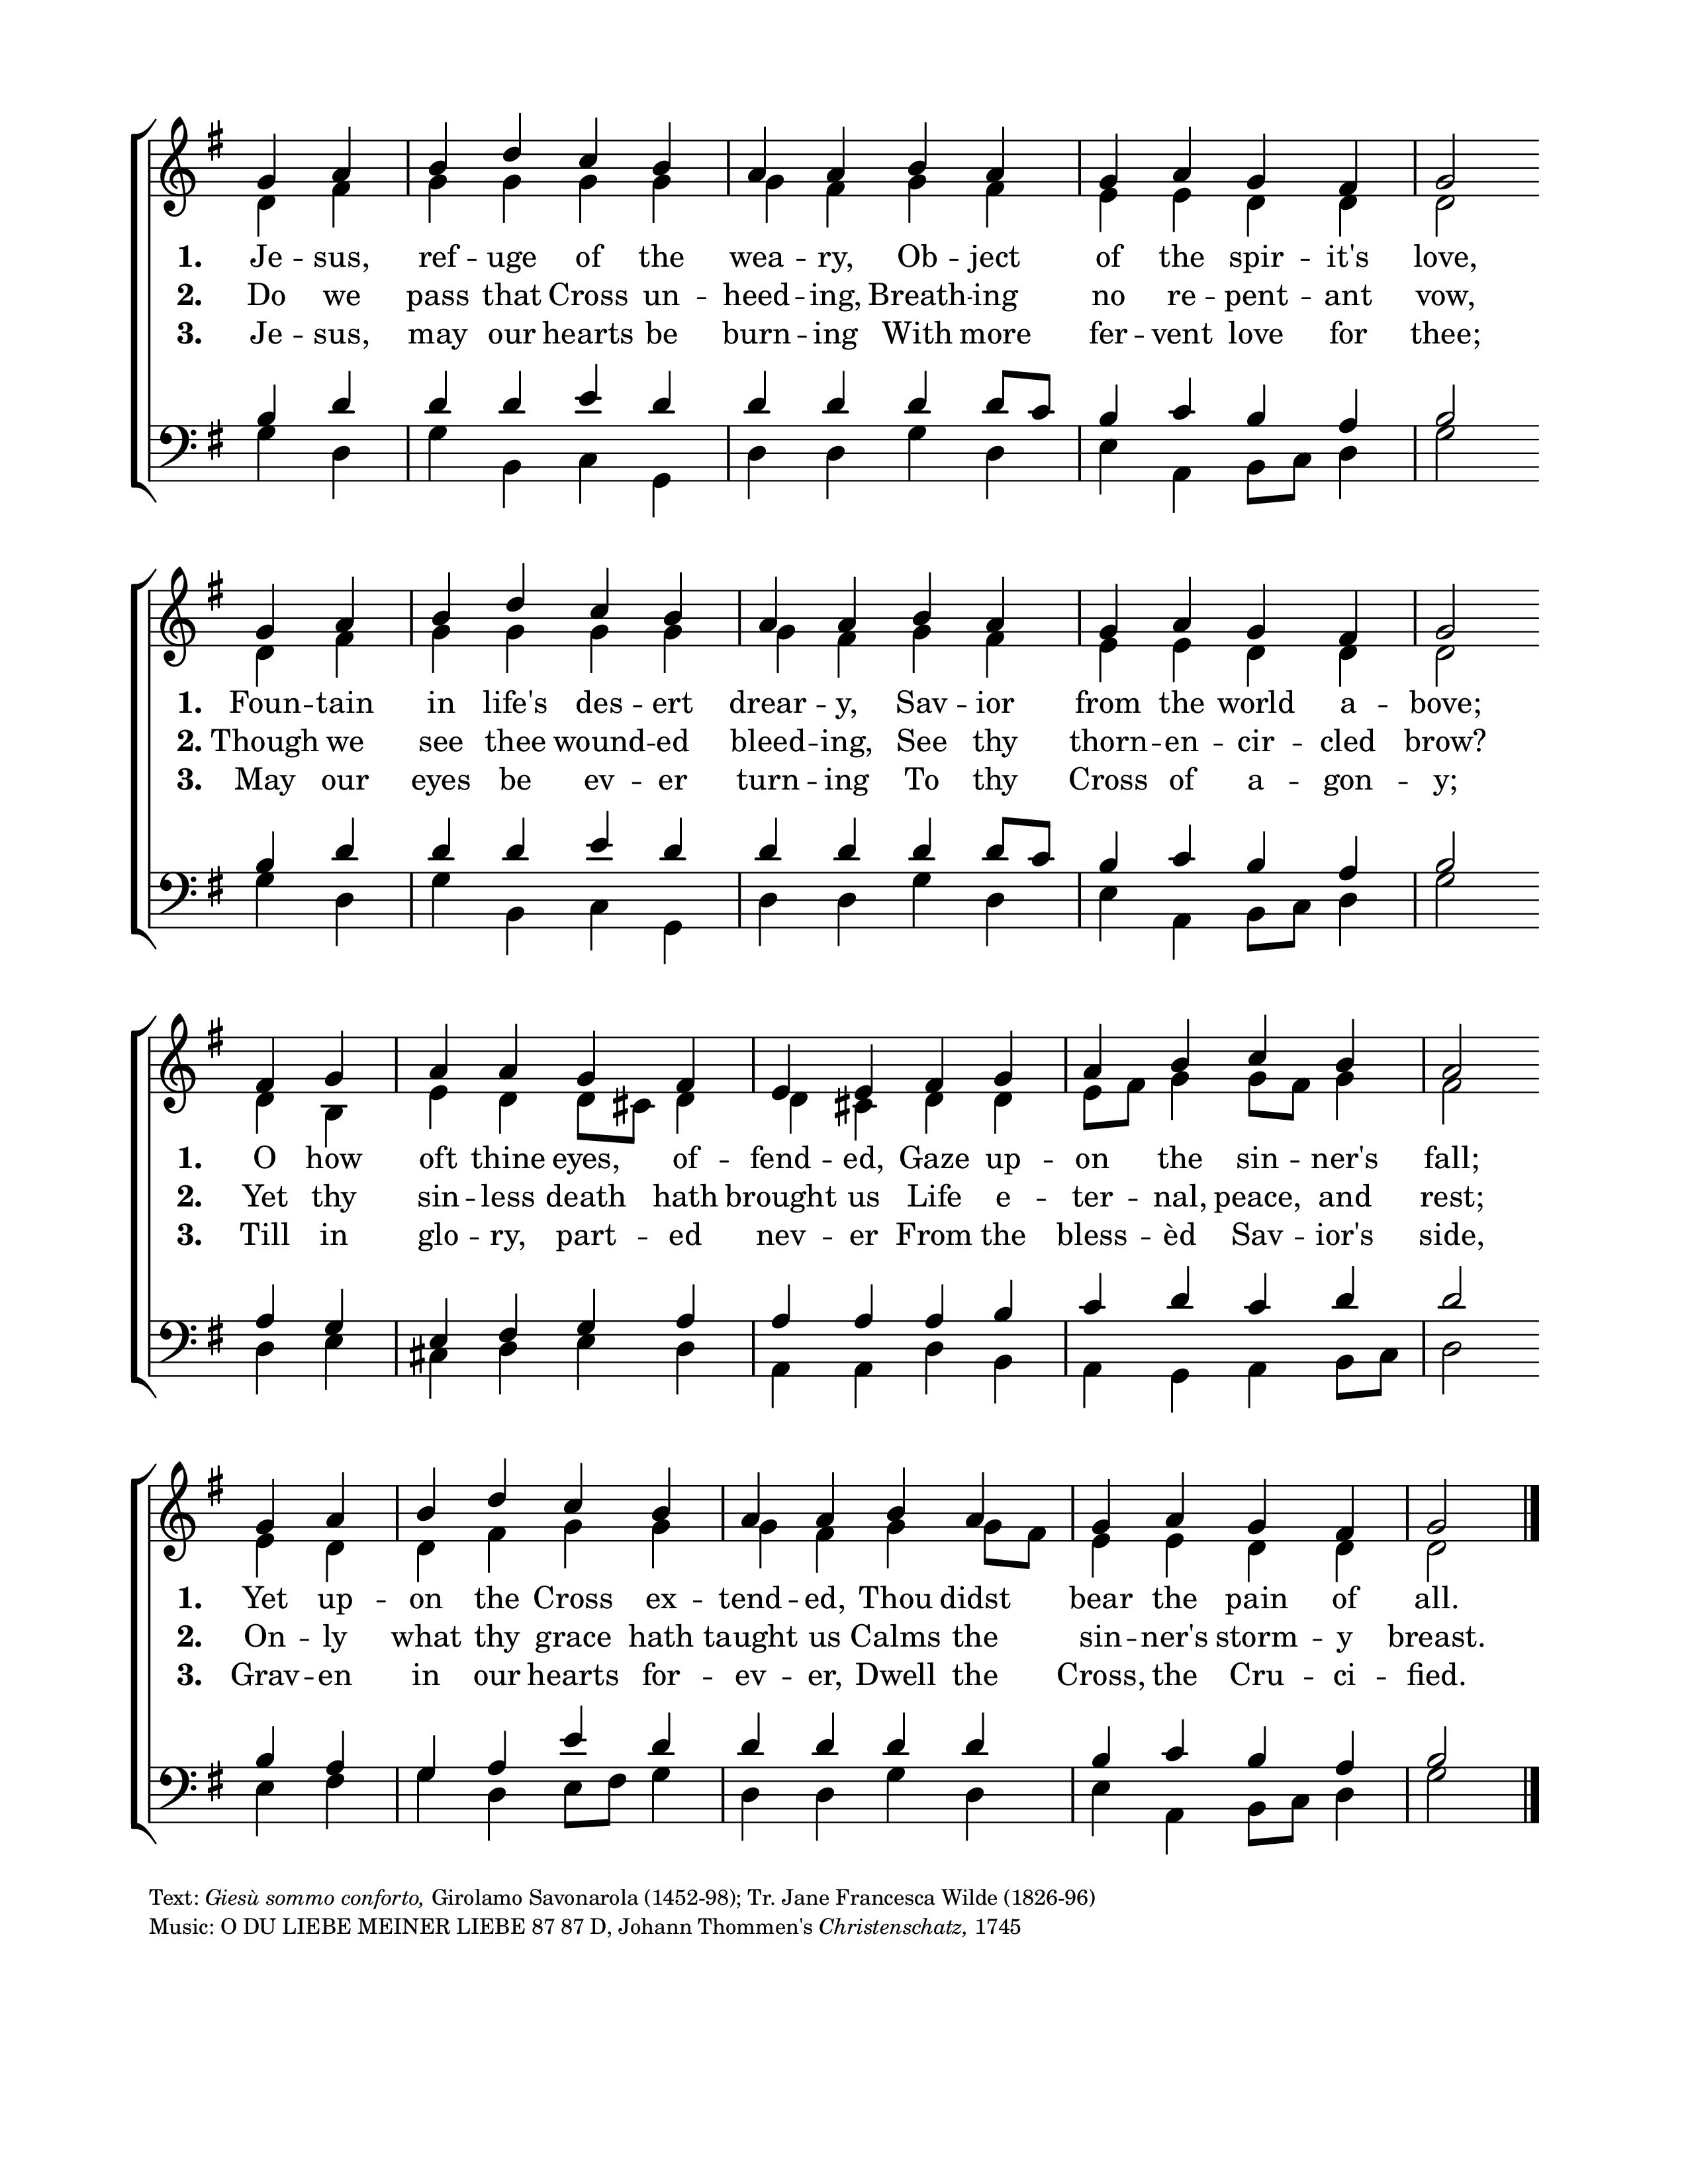 1. Je -- sus, ref -- uge of the wea -- ry, Ob -- ject of the spir -- it's love,
2. Do we pass that Cross un -- heed -- ing, Breath -- ing no re -- pent -- ant vow,
3. Je -- sus, may our hearts be burn -- ing With more fer -- vent love for thee;
1. Foun -- tain in life's des -- ert drear -- y, Sav -- ior from the world a -- bove;
2. Though we see thee wound -- ed bleed -- ing, See thy thorn -- en -- cir -- cled brow?
3. May our eyes be ev -- er turn -- ing To thy Cross of a -- gon -- y;
1. O how oft thine eyes, of -- fend -- ed, Gaze up -- on the sin -- ner's fall;
2. Yet thy sin -- less death hath brought us Life e -- ter -- nal, peace, and rest;
3. Till in glo -- ry, part -- ed nev -- er From the bless -- èd Sav -- ior's side,
1. Yet up -- on the Cross ex -- tend -- ed, Thou didst bear the pain of all.
2. On -- ly what thy grace hath taught us Calms the sin -- ner's storm -- y breast.
3. Grav -- en in our hearts for -- ev -- er, Dwell the Cross, the Cru -- ci -- fied.
Text: Giesù sommo conforto, Girolamo Savonarola (1452-98); Tr. Jane Francesca Wilde (1826-96)
Music: O DU LIEBE MEINER LIEBE 87 87 D, Johann Thommen's Christenschatz, 1745